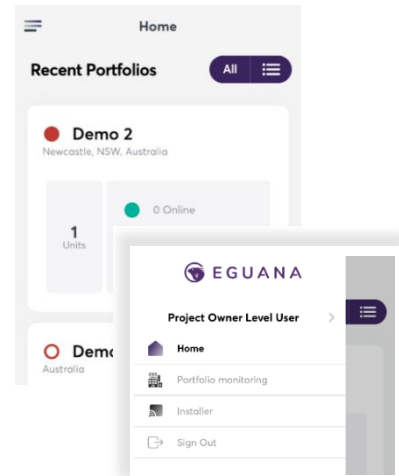 Home
Recent Portfolios
All
Demo 2
Newcastle, NSW, Australia
0 Online
1
Units
EGUANA
Project Owner Level User
Home
Portfolio monitoring
Installer
Sign Out
Demo
Australia